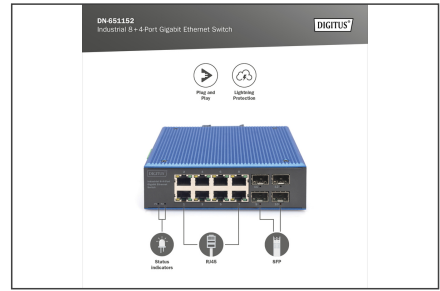 DN-651152
Industrial 8+4-Port Gigabit Ethernet Switch
DIGITUS®
Plug and
Play
Lightning
Protection
DIGITUS
Status
Indicators
RJ45
SFP